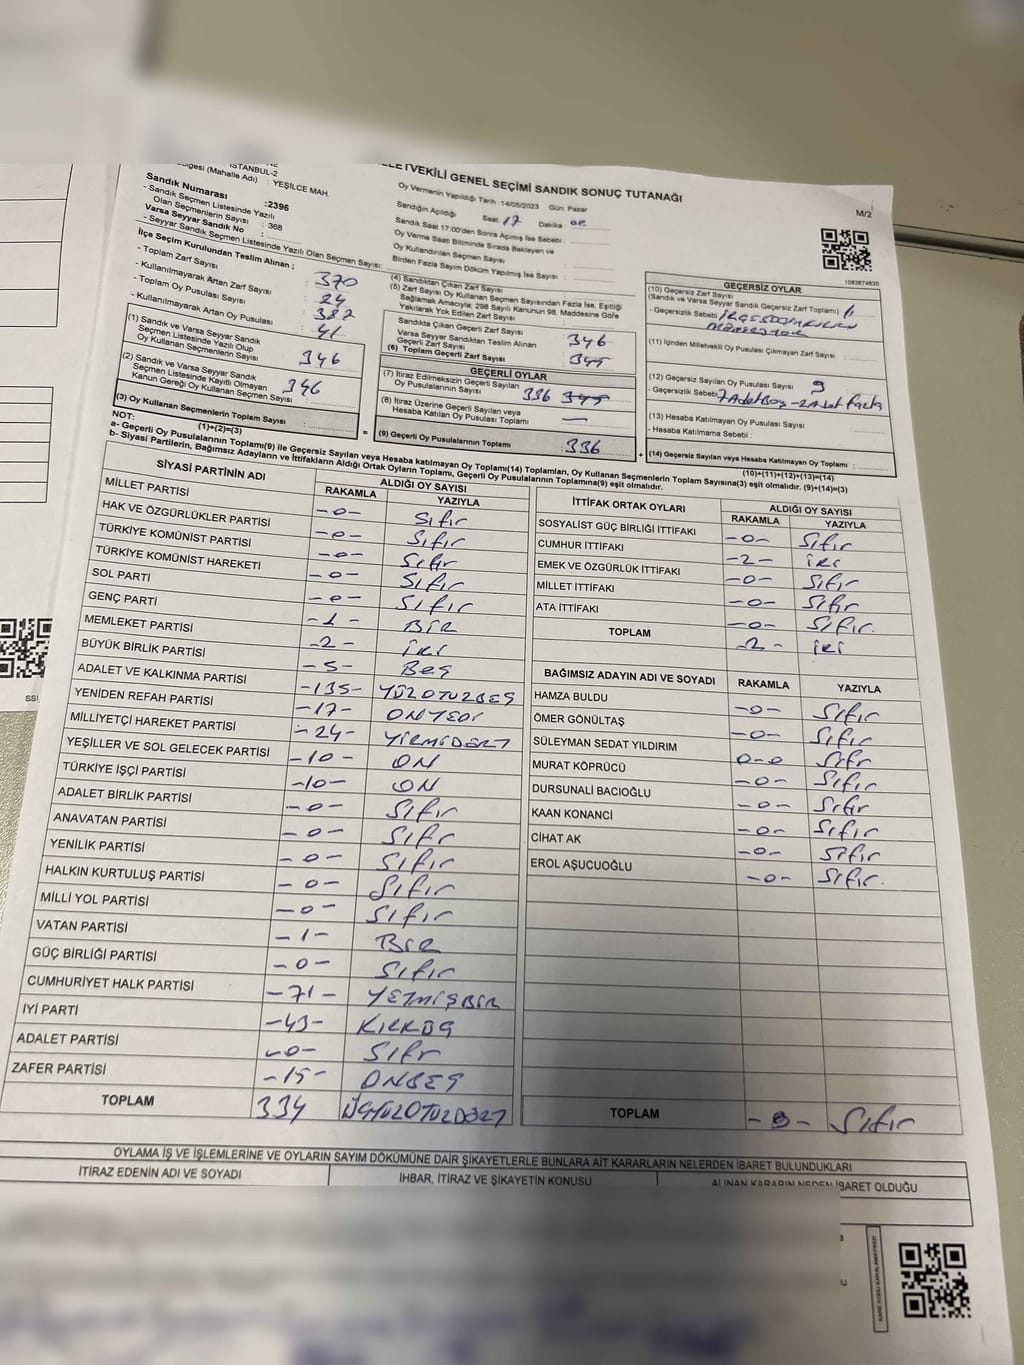 İSTANBUL-2
(Mahalle Adı) : YEŞİLCE MAH.
Sandık Numarası :2396
- Sandık Seçmen Listesinde Yazılı
Olan Seçmenlerin Sayısı : 368
Varsa Seyyar Sandık No :
- Seyyar Sandık Seçmen Listesinde Yazılı Olan Seçmen Sayısı:
İlçe Seçim Kurulundan Teslim Alınan ;
- Toplam Zarf Sayısı : 370
- Kullanılmayarak Artan Zarf Sayısı : 24
- Toplam Oy Pusulası Sayısı : 387
- Kullanılmayarak Artan Oy Pusulası : 41
(1) Sandık ve Varsa Seyyar Sandık
Seçmen Listesinde Yazılı Olup
Oy Kullanan Seçmenlerin Sayısı : 346
(2) Sandık ve Varsa Seyyar Sandık
Seçmen Listesinde Kayıtlı Olmayan
Kanun Gereği Oy Kullanan Seçmen Sayısı : 346
(3) Oy Kullanan Seçmenlerin Toplam Sayısı :
(1)+(2)=(3)
LETVEKİLİ GENEL SEÇİMİ SANDIK SONUÇ TUTANAĞI
M/2
Oy Vermenin Yapıldığı Tarih :14/05/2023 Gün: Pazar
Sandığın Açıldığı Saat : 17 Dakika
Sandık Saat 17.00'den Sonra Açılmış İse Sebebi :
Oy Verme Saati Bitiminde Sırada Bekleyen ve
Oy Kullandırılan Seçmen Sayısı :
Birden Fazla Sayım Döküm Yapılmış İse Sayısı :
(4) Sandıktan Çıkan Zarf Sayısı
(5) Zarf Sayısı Oy Kullanan Seçmen Sayısından Fazla İse, Eşitliği
Sağlamak Amacıyla; 298 Sayılı Kanunun 98. Maddesine Göre
Yakılarak Yok Edilen Zarf Sayısı :
Sandıkta Çıkan Geçerli Zarf Sayısı : 346
Varsa Seyyar Sandıktan Teslim Alınan
Geçerli Zarf Sayısı
(6) Toplam Geçerli Zarf Sayısı : 345
GEÇERLİ OYLAR
(7) İtiraz Edilmeksizin Geçerli Sayılan
Oy Pusulalarının Sayısı : 336 345
(8) İtiraz Üzerine Geçerli Sayılan veya
Hesaba Katılan Oy Pusulası Toplamı : —
= (9) Geçerli Oy Pusulalarının Toplamı : 336 +
1083874830
GEÇERSİZ OYLAR
(10) Geçersiz Zarf Sayısı
(Sandık ve Varsa Seyyar Sandık Geçersiz Zarf Toplamı)
- Geçersizlik Sebebi :
(11) İçinden Milletvekili Oy Pusulası Çıkmayan Zarf Sayısı :
(12) Geçersiz Sayılan Oy Pusulası Sayısı : 9
- Geçersizlik Sebebi : 7 Adet Boş - 2 Adet Fazla
(13) Hesaba Katılmayan Oy Pusulası Sayısı
- Hesaba Katılmama Sebebi :
(14) Geçersiz Sayılan veya Hesaba Katılmayan Oy Toplamı :
(10)+(11)+(12)+(13)=(14)
NOT:
a- Geçerli Oy Pusulalarının Toplamı(9) ile Geçersiz Sayılan veya Hesaba katılmayan Oy Toplamı(14) Toplamları, Oy Kullanan Seçmenlerin Toplam Sayısına(3) eşit olmalıdır. (9)+(14)=(3)
b- Siyasi Partilerin, Bağımsız Adayların ve İttifakların Aldığı Ortak Oyların Toplamı, Geçerli Oy Pusulalarının Toplamına(9) eşit olmalıdır.
SİYASİ PARTİNİN ADI ALDIĞI OY SAYISI
RAKAMLA YAZIYLA
MİLLET PARTİSİ -0- Sıfır
HAK VE ÖZGÜRLÜKLER PARTİSİ -0- Sıfır
TÜRKİYE KOMÜNİST PARTİSİ -0- Sıfır
TÜRKİYE KOMÜNİST HAREKETİ -0- Sıfır
SOL PARTİ -0- Sıfır
GENÇ PARTİ -1- BİR
MEMLEKET PARTİSİ -2- İKİ
BÜYÜK BİRLİK PARTİSİ -5- Beş
ADALET VE KALKINMA PARTİSİ -135- YÜZOTUZBEŞ
YENİDEN REFAH PARTİSİ -17- ONYEDİ
MİLLİYETÇİ HAREKET PARTİSİ -24- YİRMİDÖRT
YEŞİLLER VE SOL GELECEK PARTİSİ -10- ON
TÜRKİYE İŞÇİ PARTİSİ -10- ON
ADALET BİRLİK PARTİSİ -0- Sıfır
ANAVATAN PARTİSİ -0- Sıfır
YENİLİK PARTİSİ -0- Sıfır
HALKIN KURTULUŞ PARTİSİ -0- Sıfır
MİLLİ YOL PARTİSİ -0- Sıfır
VATAN PARTİSİ -1- BİR
GÜÇ BİRLİĞİ PARTİSİ -0- Sıfır
CUMHURİYET HALK PARTİSİ -71- YETMİŞBİR
İYİ PARTİ -43- KIRKÜÇ
ADALET PARTİSİ -0- Sıfır
ZAFER PARTİSİ -15- ONBEŞ
TOPLAM 334 ÜÇYÜZOTUZDÖRT
İTTİFAK ORTAK OYLARI ALDIĞI OY SAYISI
RAKAMLA YAZIYLA
SOSYALİST GÜÇ BİRLİĞİ İTTİFAKI -0- Sıfır
CUMHUR İTTİFAKI -2- iki
EMEK VE ÖZGÜRLÜK İTTİFAKI -0- Sıfır
MİLLET İTTİFAKI -0- Sıfır
ATA İTTİFAKI -0- Sıfır.
TOPLAM -2- iki
BAĞIMSIZ ADAYIN ADI VE SOYADI RAKAMLA YAZIYLA
HAMZA BULDU -0- Sıfır
ÖMER GÖNÜLTAŞ -0- Sıfır
SÜLEYMAN SEDAT YILDIRIM 0-0 Sıfır
MURAT KÖPRÜCÜ -0- Sıfır
DURSUNALİ BACIOĞLU -0- Sıfır
KAAN KONANCİ -0- Sıfır
CİHAT AK -0- Sıfır
EROL AŞUCUOĞLU -0- Sıfır.
TOPLAM -0- Sıfır
OYLAMA İŞ VE İŞLEMLERİNE VE OYLARIN SAYIM DÖKÜMÜNE DAİR ŞİKAYETLERLE BUNLARA AİT KARARLARIN NELERDEN İBARET BULUNDUKLARI
İTİRAZ EDENİN ADI VE SOYADI İHBAR, İTİRAZ VE ŞİKAYETİN KONUSU ALINAN KARARIN NEDEN İBARET OLDUĞU